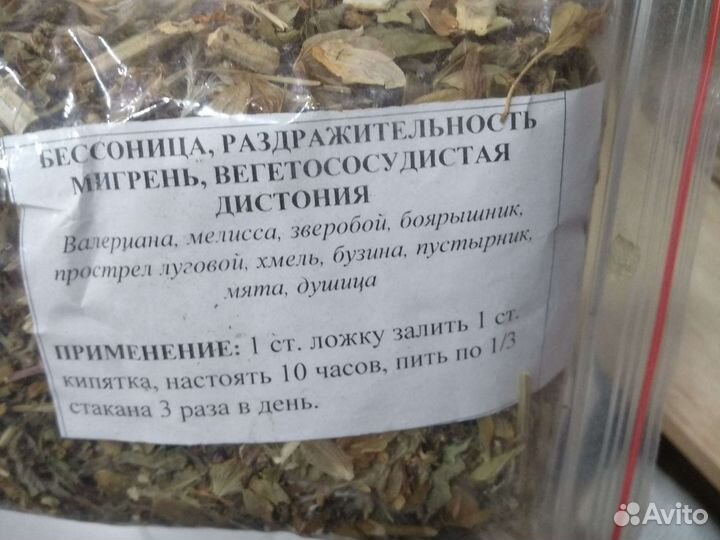 БЕССОНИЦА, РАЗДРАЖИТЕЛЬНОСТЬ
МИГРЕНЬ, ВЕГЕТОСОСУДИСТАЯ
ДИСТОНИЯ
Валериана, мелисса, зверобой, боярышник,
прострел луговой, хмель, бузина, пустырник,
мята, душица
ПРИМЕНЕНИЕ: 1 ст. ложку залить 1 ст.
кипятка, настоять 10 часов, пить по 1/3
стакана 3 раза в день.
Avito